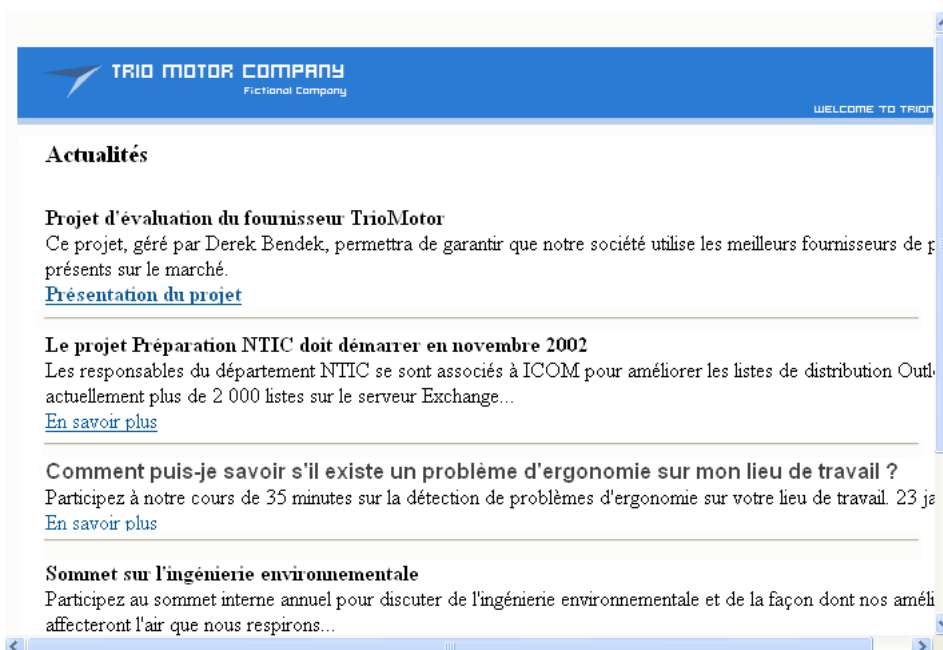 TRIO MOTOR COMPANY
Fictional Company
WELCOME TO
Actualités
Projet d'évaluation du fournisseur TrioMotor
Ce projet, géré par Derek Bendek, permettra de garantir que notre société utilise les meilleurs fournisseurs de
présents sur le marché.
Présentation du projet
Le projet Préparation NTIC doit démarrer en novembre 2002
Les responsables du département NTIC se sont associés à ICOM pour améliorer les listes de distribution
actuellement plus de 2 000 listes sur le serveur Exchange...
En savoir plus
Comment puis-je savoir s'il existe un problème d'ergonomie sur mon lieu de travail ?
Participez à notre cours de 35 minutes sur la détection de problèmes d'ergonomie sur votre lieu de travail. 23
En savoir plus
Sommet sur l'ingénierie environnementale
Participez au sommet interne annuel pour discuter de l'ingénierie environnementale et de la façon dont nos
affecteront l'air que nous respirons...